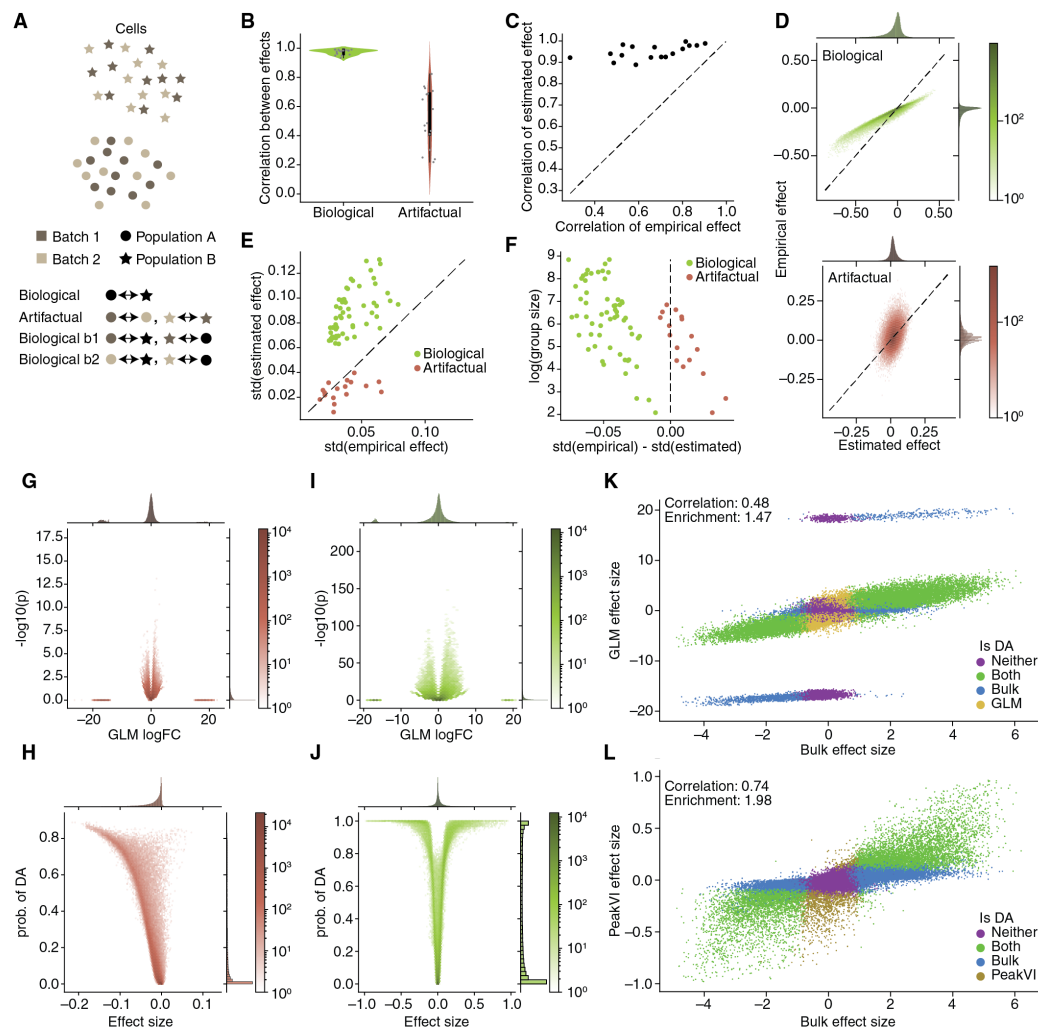 A
Cells
Batch 1
Population A
Batch 2
Population B
Biological
Artifactual
,
Biological b1
,
Biological b2
,
B
Correlation between effects
1.0
0.8
0.6
0.4
0.2
0.0
Biological
Artifactual
C
Correlation of estimated effect
1.0
0.9
0.8
0.7
0.6
0.5
0.4
0.3
0.4
0.6
0.8
1.0
Correlation of empirical effect
D
Empirical effect
Biological
0.50
0.00
−0.50
−0.50
0
0.50
10²
10⁰
Artifactual
0.25
0.00
−0.25
−0.25
0
0.25
Estimated effect
10²
10⁰
E
std(estimated effect)
0.12
0.10
0.08
0.06
0.04
0.02
Biological
Artifactual
0.05
0.10
std(empirical effect)
F
log(group size)
9
8
7
6
5
4
3
2
Biological
Artifactual
−0.05
0.00
std(empirical) - std(estimated)
G
-log10(p)
17.5
15.0
12.5
10.0
7.5
5.0
2.5
0.0
−20
0
20
GLM logFC
10⁴
10³
10²
10¹
10⁰
I
-log10(p)
200
150
100
50
0
−20
−10
0
10
20
GLM logFC
10⁴
10³
10²
10¹
10⁰
K
Correlation: 0.48
Enrichment: 1.47
GLM effect size
20
10
0
−10
−20
Is DA
Neither
Both
Bulk
GLM
−4
−2
0
2
4
6
Bulk effect size
H
prob. of DA
0.8
0.6
0.4
0.2
0.0
−0.2
−0.1
0.0
0.1
Effect size
10⁴
10³
10²
10¹
10⁰
J
prob. of DA
1.0
0.8
0.6
0.4
0.2
0.0
−1.0
−0.5
0.0
0.5
1.0
Effect size
10⁴
10³
10²
10¹
10⁰
L
Correlation: 0.74
Enrichment: 1.98
PeakVI effect size
1.0
0.5
0.0
−0.5
−1.0
Is DA
Neither
Both
Bulk
PeakVI
−4
−2
0
2
4
6
Bulk effect size